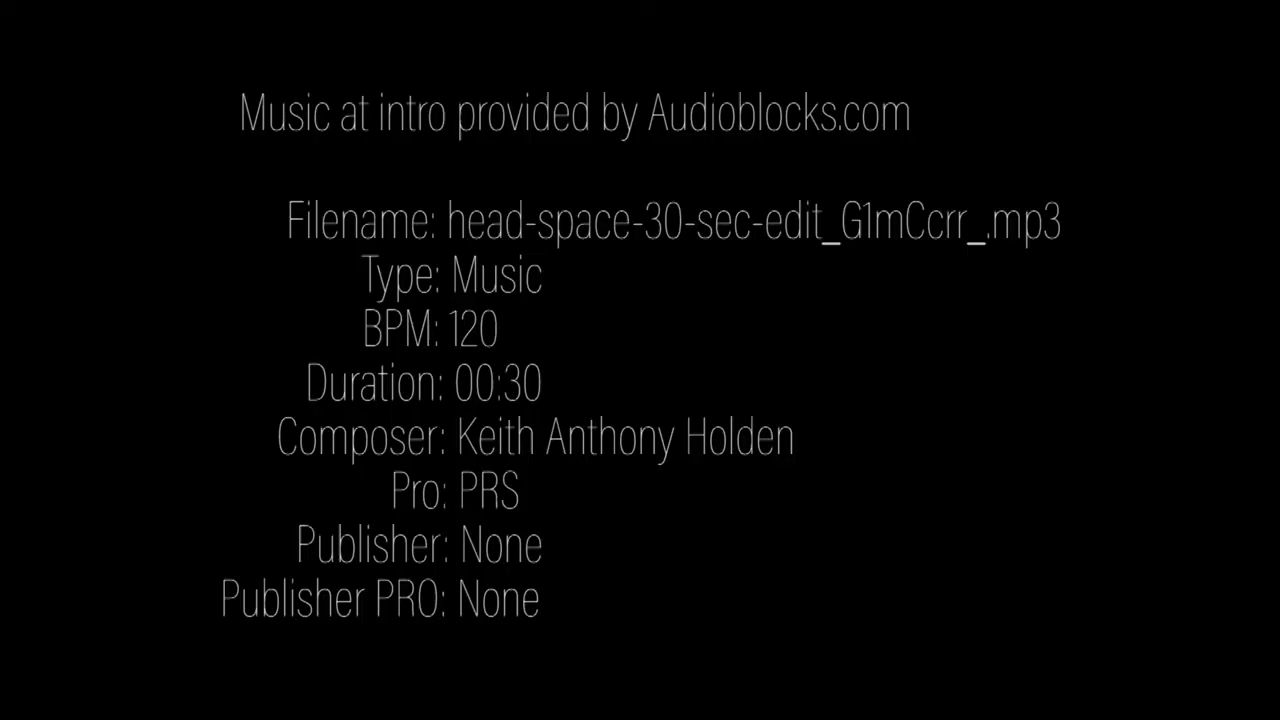 Music at intro provided by Audioblocks.com
Filename: head-space-30-sec-edit_G1mCcrr_.mp3
Type: Music
BPM: 120
Duration: 00:30
Composer: Keith Anthony Holden
Pro: PRS
Publisher: None
Publisher PRO: None